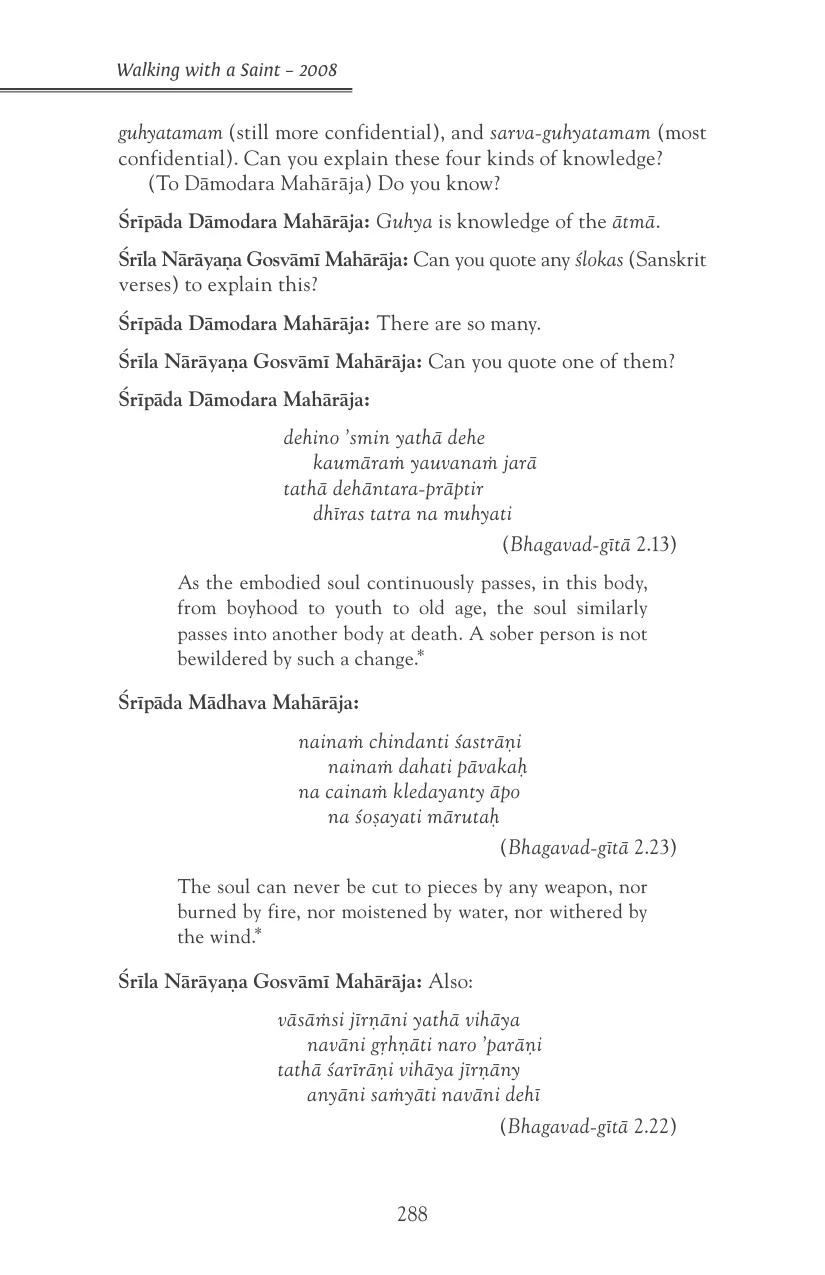 Walking with a Saint – 2008
guhyatamam (still more confidential), and sarva-guhyatamam (most
confidential). Can you explain these four kinds of knowledge?
(To Dāmodara Mahārāja) Do you know?
Śrīpāda Dāmodara Mahārāja: Guhya is knowledge of the ātmā.
Śrīla Nārāyaṇa Gosvāmī Mahārāja: Can you quote any ślokas (Sanskrit
verses) to explain this?
Śrīpāda Dāmodara Mahārāja: There are so many.
Śrīla Nārāyaṇa Gosvāmī Mahārāja: Can you quote one of them?
Śrīpāda Dāmodara Mahārāja:
dehino ’smin yathā dehe
kaumāraṁ yauvanaṁ jarā
tathā dehāntara-prāptir
dhīras tatra na muhyati
(Bhagavad-gītā 2.13)
As the embodied soul continuously passes, in this body,
from boyhood to youth to old age, the soul similarly
passes into another body at death. A sober person is not
bewildered by such a change.*
Śrīpāda Mādhava Mahārāja:
nainaṁ chindanti śastrāṇi
nainaṁ dahati pāvakaḥ
na cainaṁ kledayanty āpo
na śoṣayati mārutaḥ
(Bhagavad-gītā 2.23)
The soul can never be cut to pieces by any weapon, nor
burned by fire, nor moistened by water, nor withered by
the wind.*
Śrīla Nārāyaṇa Gosvāmī Mahārāja: Also:
vāsāṁsi jīrṇāni yathā vihāya
navāni gṛhṇāti naro ’parāṇi
tathā śarīrāṇi vihāya jīrṇāny
anyāni saṁyāti navāni dehī
(Bhagavad-gītā 2.22)
288